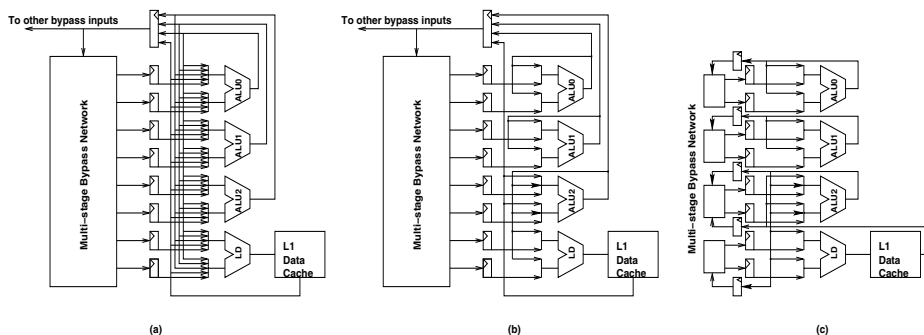 To other bypass inputs
Multi-stage Bypass Network
ALU0
ALU1
ALU2
LD
L1
Data
Cache
(a)
To other bypass inputs
Multi-stage Bypass Network
ALU0
ALU1
ALU2
LD
L1
Data
Cache
(b)
Multi-stage Bypass Network
ALU0
ALU1
ALU2
LD
L1
Data
Cache
(c)